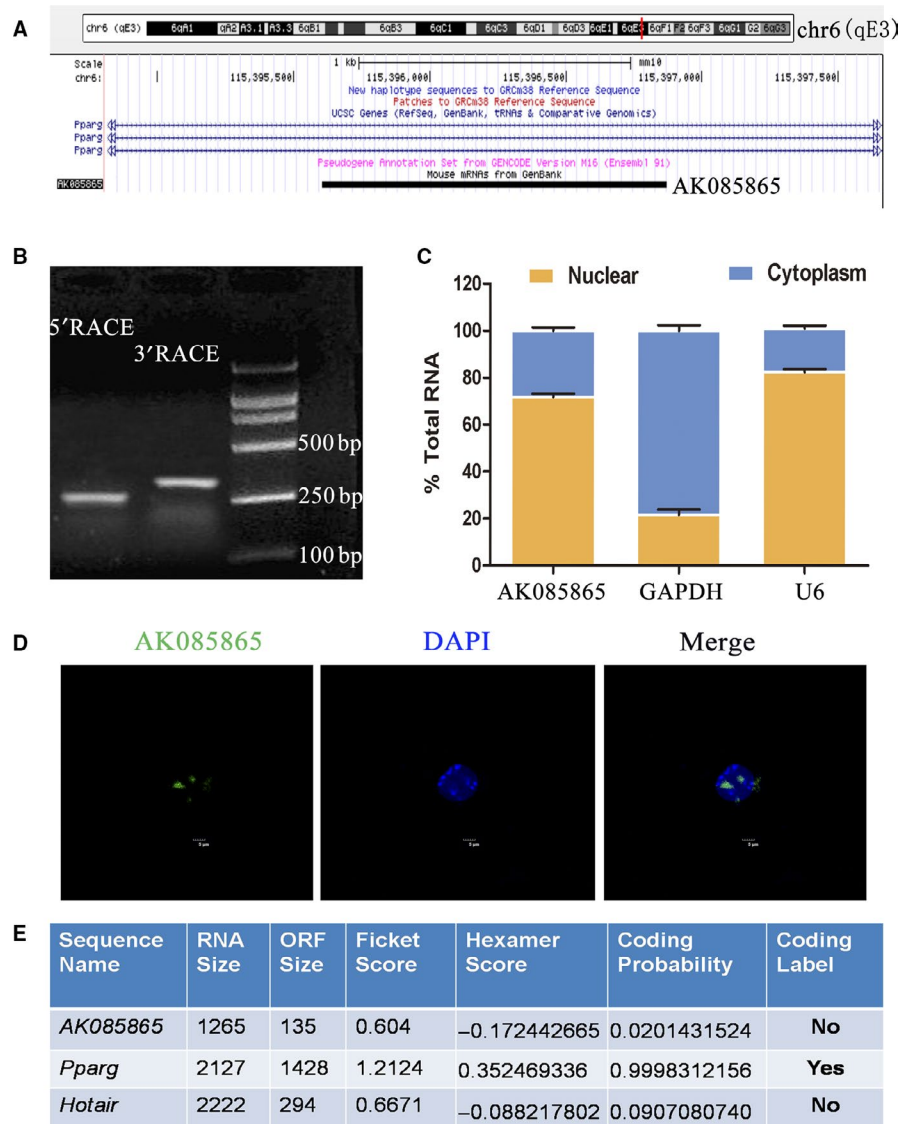 A
chr6 (qE3) 6qA1 qA2 A3.1 A3.3 6qB1 6qB3 6qC1 6qC3 6qD1 6qD3 6qE1 6qE3 6qF1 F2 6qF3 6qG1 G2 6qG3 chr6(qE3)
Scale 1 kb mm10
chr6: 115,395,500 115,396,000 115,396,500 115,397,000 115,397,500
New haplotype sequences to GRCm38 Reference Sequence
Patches to GRCm38 Reference Sequence
UCSC Genes (RefSeq, GenBank, tRNAs & Comparative Genomics)
Pparg
Pparg
Pparg
Pseudogene Annotation Set from GENCODE Version M16 (Ensembl 91)
Mouse mRNAs from GenBank
AK085865 AK085865
B
5′RACE
3′RACE
500 bp
250 bp
100 bp
C
Nuclear Cytoplasm
% Total RNA
120
100
80
60
40
20
0
AK085865 GAPDH U6
D
AK085865 DAPI Merge
5 μm 5 μm 5 μm
E
Sequence Name RNA Size ORF Size Ficket Score Hexamer Score Coding Probability Coding Label
AK085865 1265 135 0.604 −0.172442665 0.0201431524 No
Pparg 2127 1428 1.2124 0.352469336 0.9998312156 Yes
Hotair 2222 294 0.6671 −0.088217802 0.0907080740 No